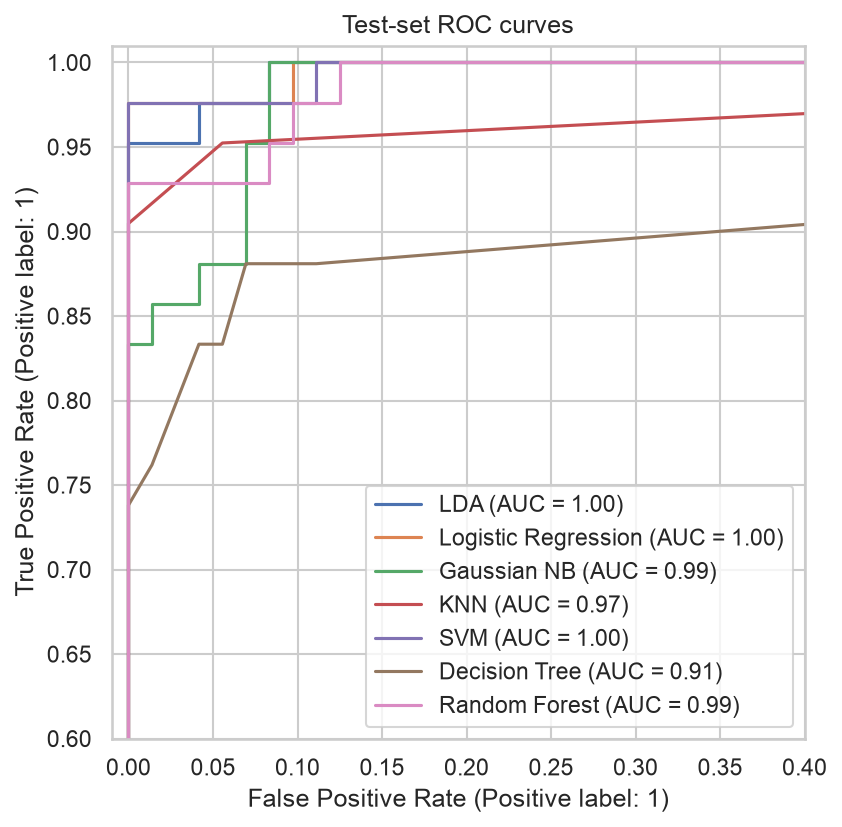 Test-set ROC curves
True Positive Rate (Positive label: 1)
1.00
0.95
0.90
0.85
0.80
0.75
0.70
0.65
0.60
LDA (AUC = 1.00)
Logistic Regression (AUC = 1.00)
Gaussian NB (AUC = 0.99)
KNN (AUC = 0.97)
SVM (AUC = 1.00)
Decision Tree (AUC = 0.91)
Random Forest (AUC = 0.99)
0.00 0.05 0.10 0.15 0.20 0.25 0.30 0.35 0.40
False Positive Rate (Positive label: 1)